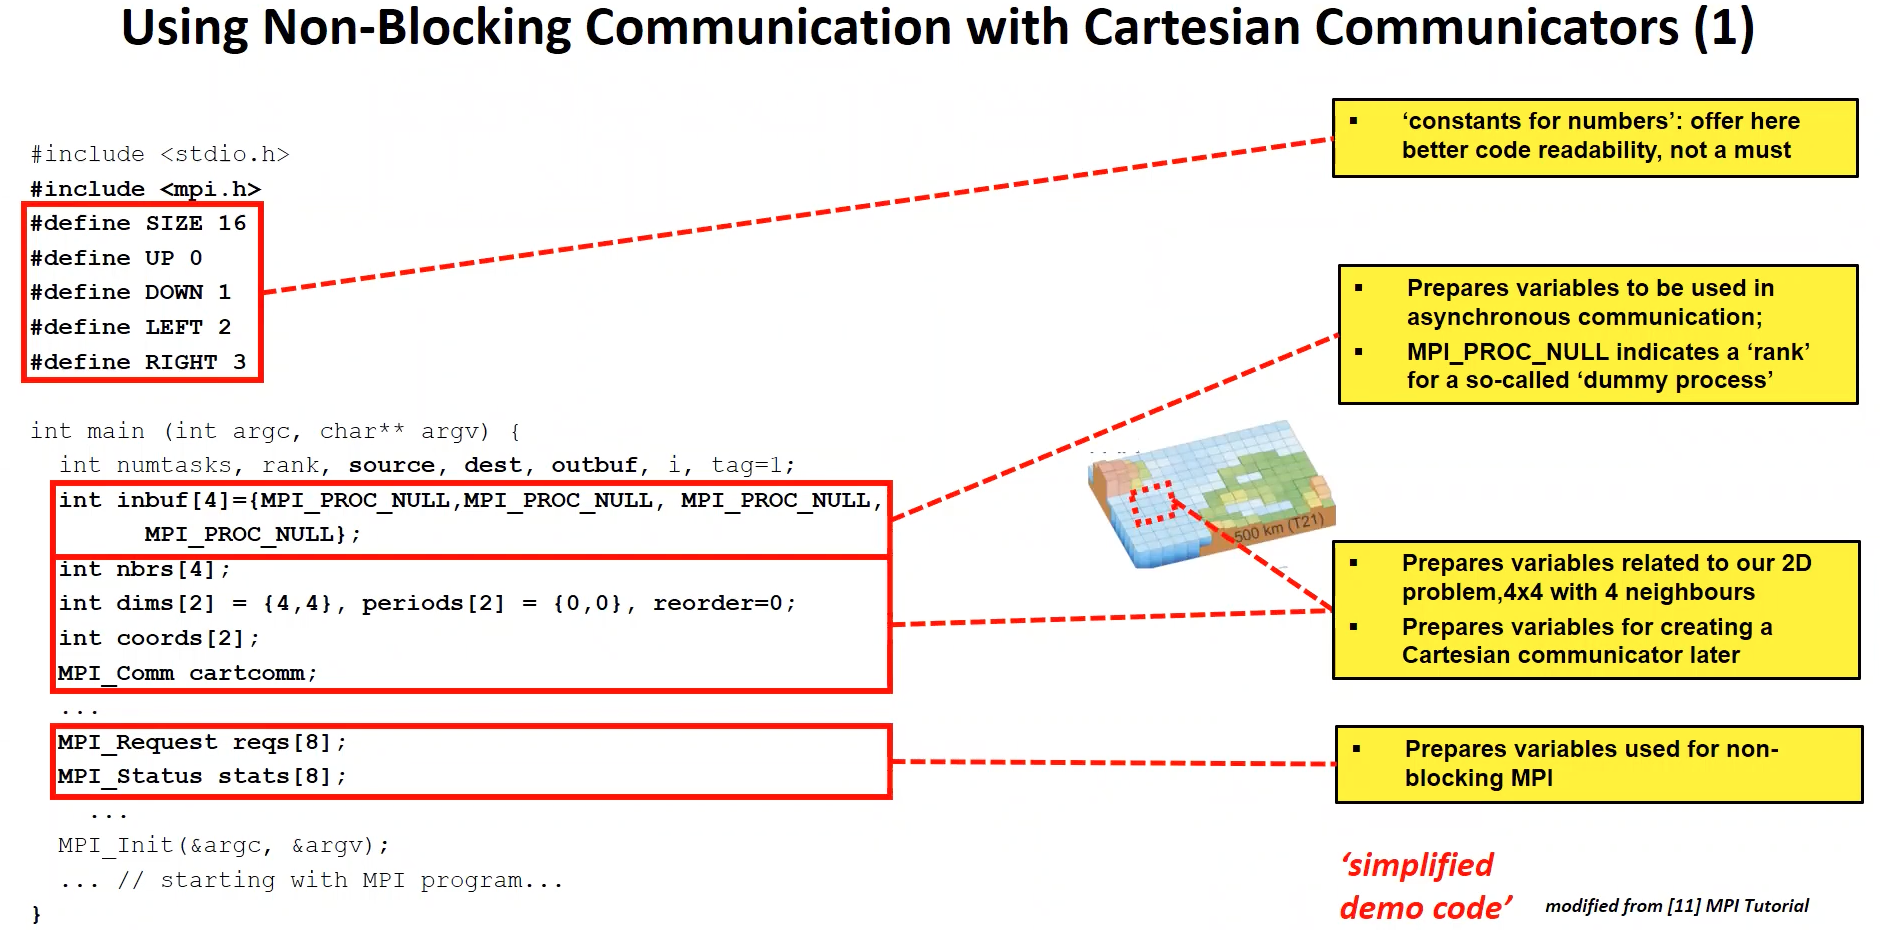 Using Non-Blocking Communication with Cartesian Communicators (1)
#include <stdio.h>
#include <mpi.h>
#define SIZE 16
#define UP 0
#define DOWN 1
#define LEFT 2
#define RIGHT 3
int main (int argc, char** argv) {
int numtasks, rank, source, dest, outbuf, i, tag=1;
int inbuf[4]={MPI_PROC_NULL,MPI_PROC_NULL, MPI_PROC_NULL,
MPI_PROC_NULL};
int nbrs[4];
int dims[2] = {4,4}, periods[2] = {0,0}, reorder=0;
int coords[2];
MPI_Comm cartcomm;
...
MPI_Request reqs[8];
MPI_Status stats[8];
...
MPI_Init(&argc, &argv);
... // starting with MPI program...
}
▪ ‘constants for numbers’: offer here
better code readability, not a must
▪ Prepares variables to be used in
asynchronous communication;
▪ MPI_PROC_NULL indicates a ‘rank’
for a so-called ‘dummy process’
500 km (T21)
▪ Prepares variables related to our 2D
problem,4x4 with 4 neighbours
▪ Prepares variables for creating a
Cartesian communicator later
▪ Prepares variables used for non-
blocking MPI
‘simplified
demo code’
modified from [11] MPI Tutorial